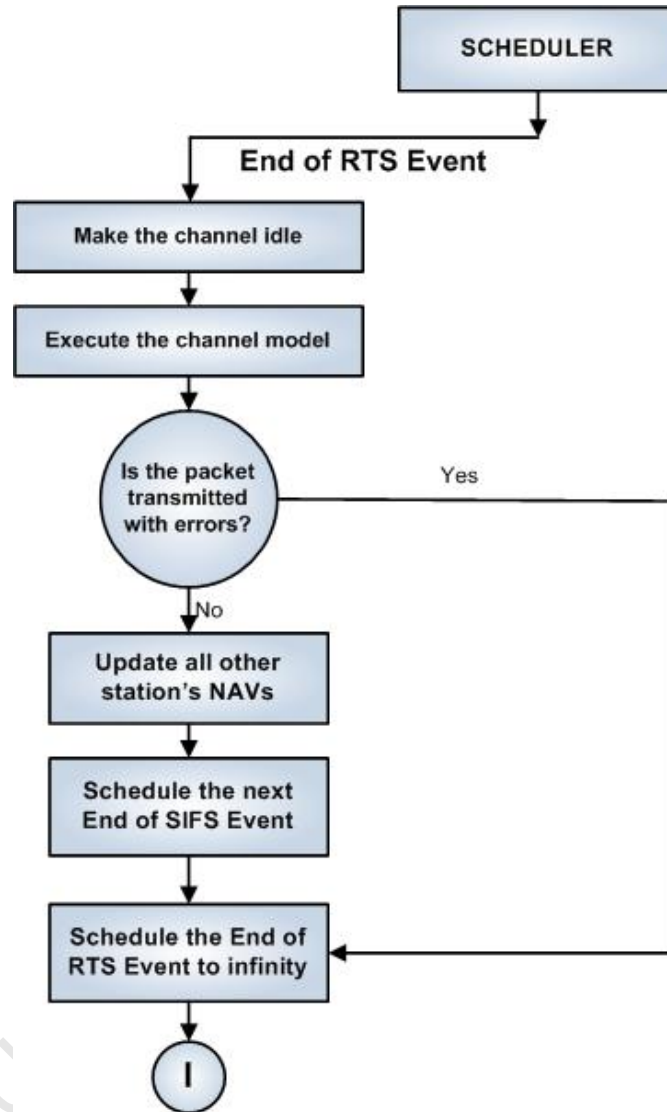 SCHEDULER
End of RTS Event
Make the channel idle
Execute the channel model
Is the packet
transmitted
with errors?
Yes
No
Update all other
station's NAVs
Schedule the next
End of SIFS Event
Schedule the End of
RTS Event to infinity
I